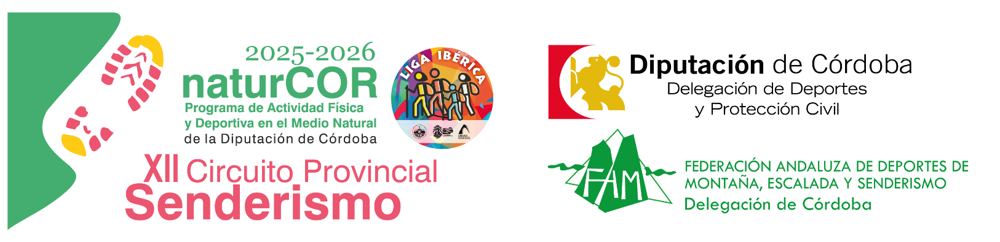 2025-2026
naturCOR
Programa de Actividad Física
y Deportiva en el Medio Natural
de la Diputación de Córdoba
XII Circuito Provincial
Senderismo
LIGA IBÉRICA
Diputación de Córdoba
Delegación de Deportes
y Protección Civil
FAM
FEDERACIÓN ANDALUZA DE DEPORTES DE
MONTAÑA, ESCALADA Y SENDERISMO
Delegación de Córdoba